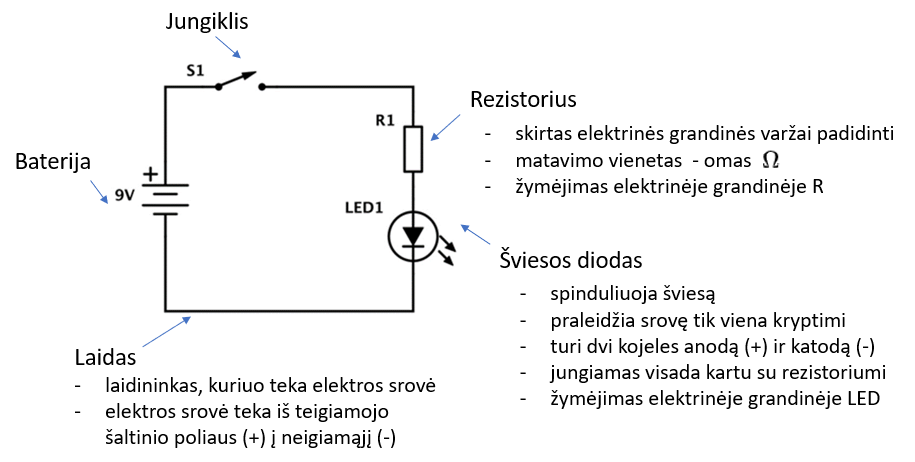 Jungiklis
S1
R1
Rezistorius
- skirtas elektrinės grandinės varžai padidinti
- matavimo vienetas - omas Ω
- žymėjimas elektrinėje grandinėje R
Baterija
+
9V
LED1
Šviesos diodas
- spinduliuoja šviesą
- praleidžia srovę tik viena kryptimi
- turi dvi kojeles anodą (+) ir katodą (-)
- jungiamas visada kartu su rezistoriumi
- žymėjimas elektrinėje grandinėje LED
Laidas
- laidininkas, kuriuo teka elektros srovė
- elektros srovė teka iš teigiamojo
šaltinio poliaus (+) į neigiamąjį (-)